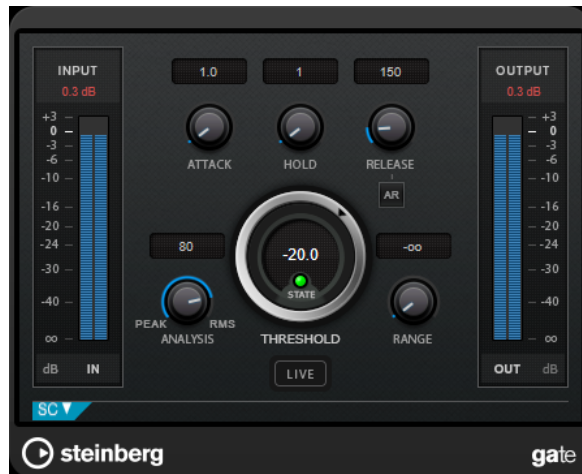 INPUT
0.3 dB
+3
0
-3
-6
-10
-16
-20
-24
-30
-40
∞
dB IN
1.0 1 150
ATTACK HOLD RELEASE
AR
80 -20.0 -∞
STATE
PEAK RMS
ANALYSIS THRESHOLD RANGE
LIVE
OUTPUT
0.3 dB
+3
0
-3
-6
-10
-16
-20
-24
-30
-40
∞
OUT dB
SC
steinberg gate